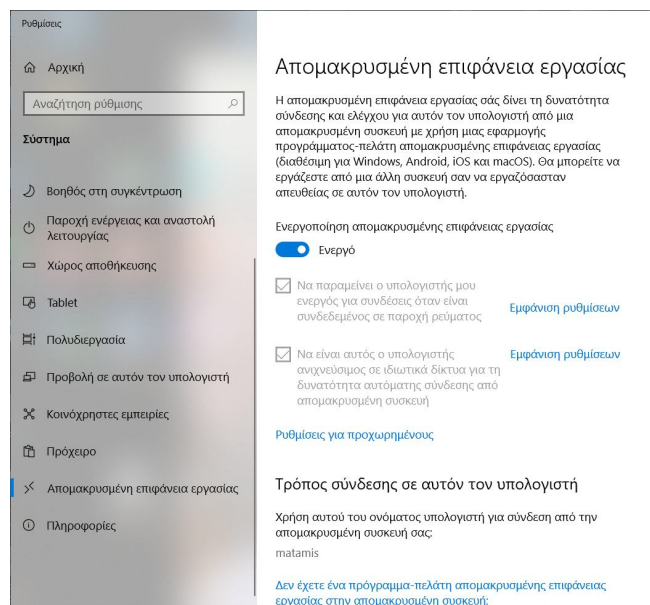 Ρυθμίσεις
Αρχική
Αναζήτηση ρύθμισης
Σύστημα
Βοηθός στη συγκέντρωση
Παροχή ενέργειας και αναστολή
λειτουργίας
Χώρος αποθήκευσης
Tablet
Πολυδιεργασία
Προβολή σε αυτόν τον υπολογιστή
Κοινόχρηστες εμπειρίες
Πρόχειρο
Απομακρυσμένη επιφάνεια εργασίας
Πληροφορίες
Απομακρυσμένη επιφάνεια εργασίας
Η απομακρυσμένη επιφάνεια εργασίας σάς δίνει τη δυνατότητα
σύνδεσης και ελέγχου για αυτόν τον υπολογιστή από μια
απομακρυσμένη συσκευή με χρήση μιας εφαρμογής
προγράμματος-πελάτη απομακρυσμένης επιφάνειας εργασίας
(διαθέσιμη για Windows, Android, iOS και macOS). Θα μπορείτε να
εργάζεστε από μια άλλη συσκευή σαν να εργαζόσασταν
απευθείας σε αυτόν τον υπολογιστή.
Ενεργοποίηση απομακρυσμένης επιφάνειας εργασίας
Ενεργό
Να παραμείνει ο υπολογιστής μου
ενεργός για συνδέσεις όταν είναι
συνδεδεμένος σε παροχή ρεύματος
Εμφάνιση ρυθμίσεων
Να είναι αυτός ο υπολογιστής
ανιχνεύσιμος σε ιδιωτικά δίκτυα για τη
δυνατότητα αυτόματης σύνδεσης από
απομακρυσμένη συσκευή
Εμφάνιση ρυθμίσεων
Ρυθμίσεις για προχωρημένους
Τρόπος σύνδεσης σε αυτόν τον υπολογιστή
Χρήση αυτού του ονόματος υπολογιστή για σύνδεση από την
απομακρυσμένη συσκευή σας:
matamis
Δεν έχετε ένα πρόγραμμα-πελάτη απομακρυσμένης επιφάνειας
εργασίας στην απομακρυσμένη συσκευή;